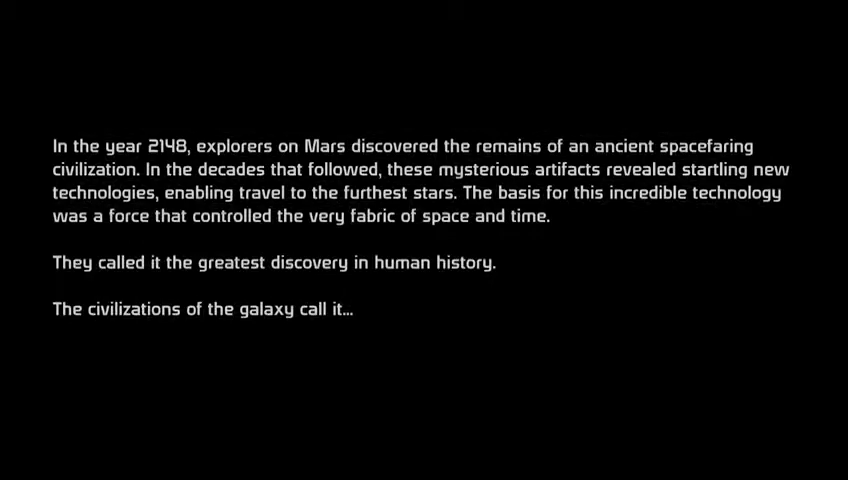 In the year 2148, explorers on Mars discovered the remains of an ancient spacefaring
civilization. In the decades that followed, these mysterious artifacts revealed startling new
technologies, enabling travel to the furthest stars. The basis for this incredible technology
was a force that controlled the very fabric of space and time.
They called it the greatest discovery in human history.
The civilizations of the galaxy call it...